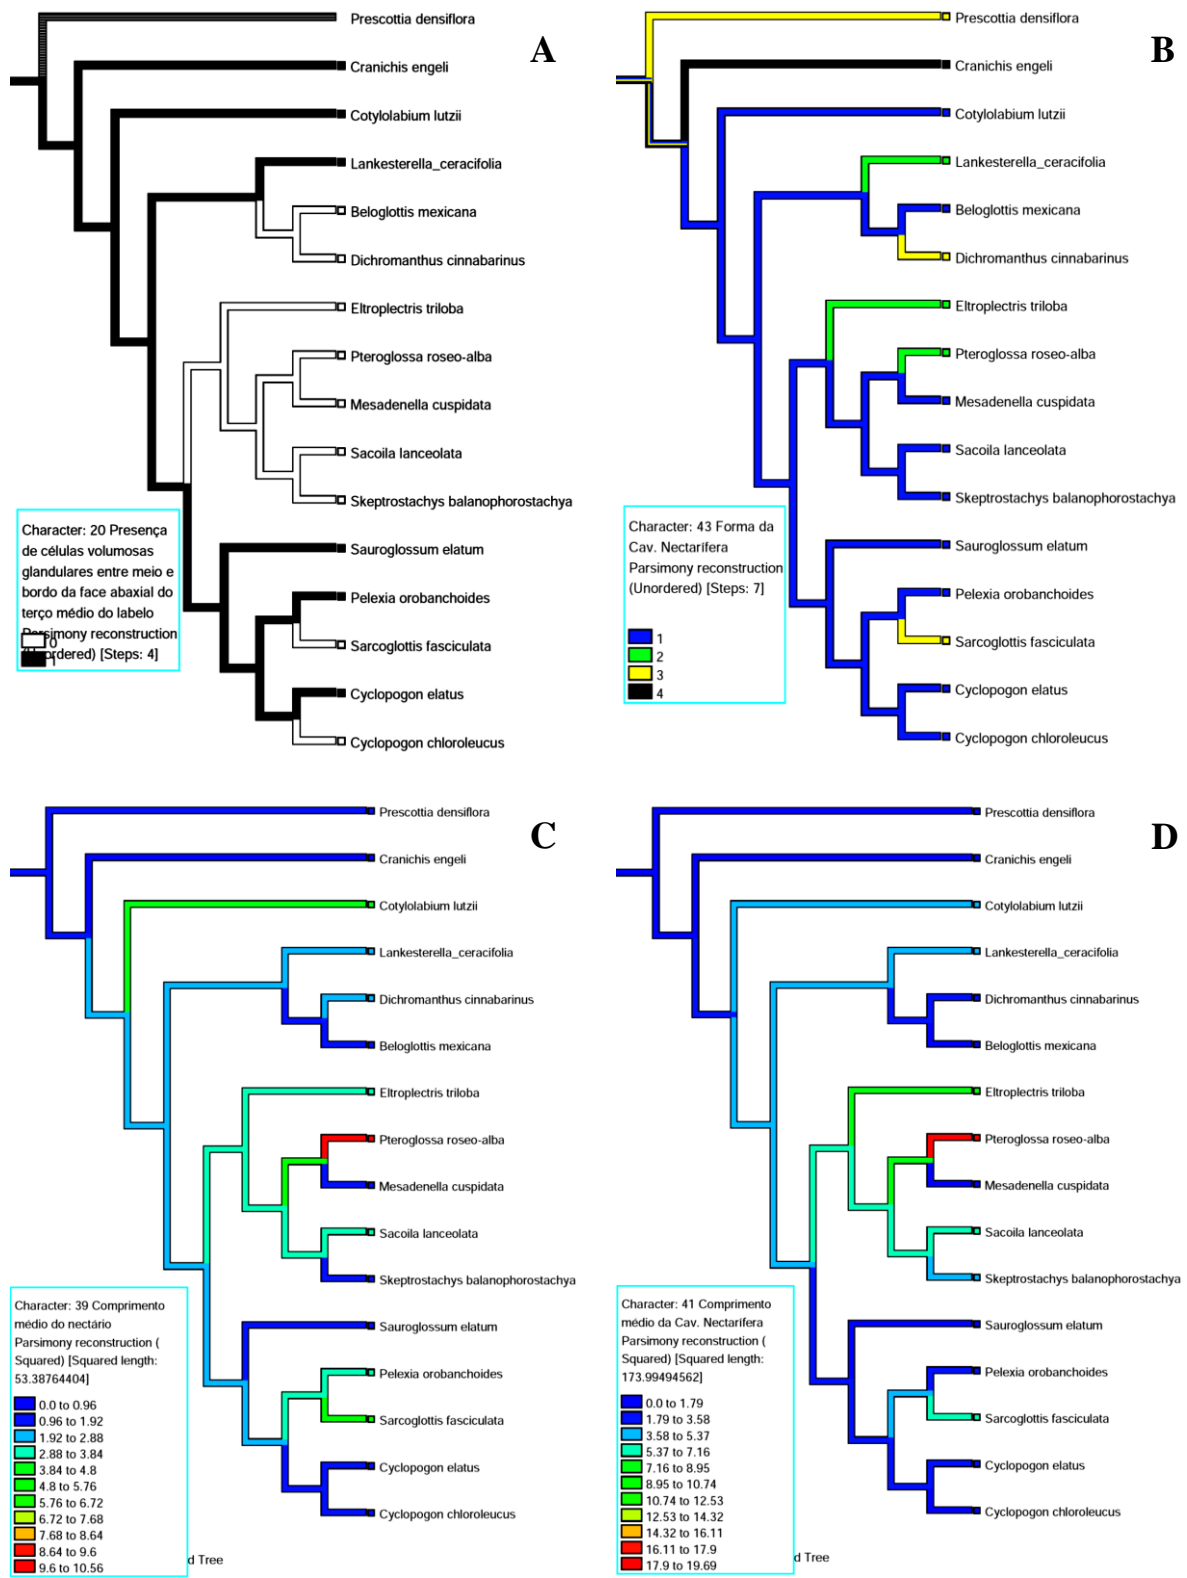 A
Prescottia densiflora
Cranichis engeli
Cotylolabium lutzii
Lankesterella_ceracifolia
Beloglottis mexicana
Dichromanthus cinnabarinus
Eltroplectris triloba
Pteroglossa roseo-alba
Mesadenella cuspidata
Sacoila lanceolata
Skeptrostachys balanophorostachya
Sauroglossum elatum
Pelexia orobanchoides
Sarcoglottis fasciculata
Cyclopogon elatus
Cyclopogon chloroleucus
Character: 20 Presença
de células volumosas
glandulares entre meio e
bordo da face abaxial do
terço médio do labelo
Parsimony reconstruction
ordered) [Steps: 4]
0
1
B
Prescottia densiflora
Cranichis engeli
Cotylolabium lutzii
Lankesterella_ceracifolia
Beloglottis mexicana
Dichromanthus cinnabarinus
Eltroplectris triloba
Pteroglossa roseo-alba
Mesadenella cuspidata
Sacoila lanceolata
Skeptrostachys balanophorostachya
Sauroglossum elatum
Pelexia orobanchoides
Sarcoglottis fasciculata
Cyclopogon elatus
Cyclopogon chloroleucus
Character: 43 Forma da
Cav. Nectarífera
Parsimony reconstruction
(Unordered) [Steps: 7]
1
2
3
4
C
Prescottia densiflora
Cranichis engeli
Cotylolabium lutzii
Lankesterella_ceracifolia
Dichromanthus cinnabarinus
Beloglottis mexicana
Eltroplectris triloba
Pteroglossa roseo-alba
Mesadenella cuspidata
Sacoila lanceolata
Skeptrostachys balanophorostachya
Sauroglossum elatum
Pelexia orobanchoides
Sarcoglottis fasciculata
Cyclopogon elatus
Cyclopogon chloroleucus
Character: 39 Comprimento
médio do nectário
Parsimony reconstruction (
Squared) [Squared length:
53.38764404]
0.0 to 0.96
0.96 to 1.92
1.92 to 2.88
2.88 to 3.84
3.84 to 4.8
4.8 to 5.76
5.76 to 6.72
6.72 to 7.68
7.68 to 8.64
8.64 to 9.6
9.6 to 10.56
d Tree
D
Prescottia densiflora
Cranichis engeli
Cotylolabium lutzii
Lankesterella_ceracifolia
Dichromanthus cinnabarinus
Beloglottis mexicana
Eltroplectris triloba
Pteroglossa roseo-alba
Mesadenella cuspidata
Sacoila lanceolata
Skeptrostachys balanophorostachya
Sauroglossum elatum
Pelexia orobanchoides
Sarcoglottis fasciculata
Cyclopogon elatus
Cyclopogon chloroleucus
Character: 41 Comprimento
médio da Cav. Nectarífera
Parsimony reconstruction (
Squared) [Squared length:
173.99494562]
0.0 to 1.79
1.79 to 3.58
3.58 to 5.37
5.37 to 7.16
7.16 to 8.95
8.95 to 10.74
10.74 to 12.53
12.53 to 14.32
14.32 to 16.11
16.11 to 17.9
17.9 to 19.69
d Tree